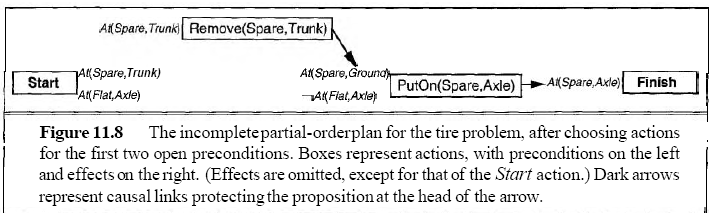 At(Spare,Trunk) Remove(Spare,Trunk)
Start At(Spare,Trunk) At(Spare,Ground) PutOn(Spare,Axle) At(Spare,Axle) Finish
At(Flat,Axle) ¬At(Flat,Axle)
Figure 11.8 The incomplete partial-order plan for the tire problem, after choosing actions
for the first two open preconditions. Boxes represent actions, with preconditions on the left
and effects on the right. (Effects are omitted, except for that of the Start action.) Dark arrows
represent causal links protecting the proposition at the head of the arrow.